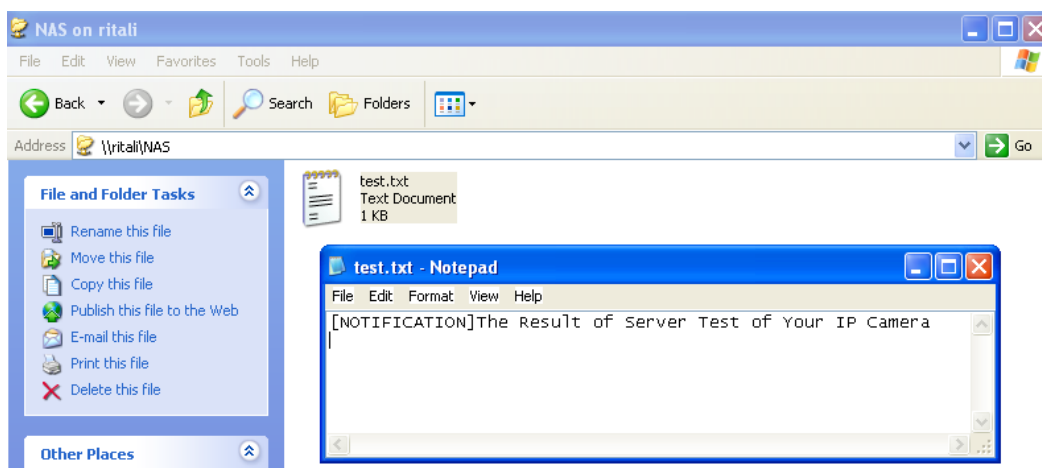 NAS on ritali
File Edit View Favorites Tools Help
Back Search Folders
Address \\ritali\NAS Go
File and Folder Tasks
Rename this file
Move this file
Copy this file
Publish this file to the Web
E-mail this file
Print this file
Delete this file
Other Places
test.txt
Text Document
1 KB
test.txt - Notepad
File Edit Format View Help
[NOTIFICATION]The Result of Server Test of Your IP Camera